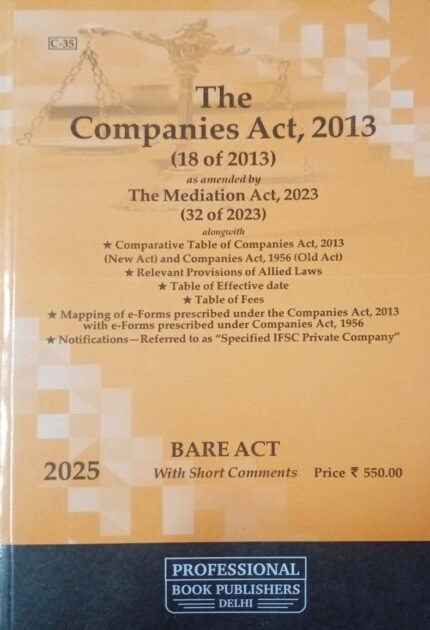 C-35
The
Companies Act, 2013
(18 of 2013)
as amended by
The Mediation Act, 2023
(32 of 2023)
alongwith
★ Comparative Table of Companies Act, 2013
(New Act) and Companies Act, 1956 (Old Act)
★ Relevant Provisions of Allied Laws
★ Table of Effective date
★ Table of Fees
★ Mapping of e-Forms prescribed under the Companies Act, 2013
with e-Forms prescribed under Companies Act, 1956
★ Notifications—Referred to as "Specified IFSC Private Company"
BARE ACT
2025 With Short Comments Price ₹ 550.00
PROFESSIONAL
BOOK PUBLISHERS
DELHI